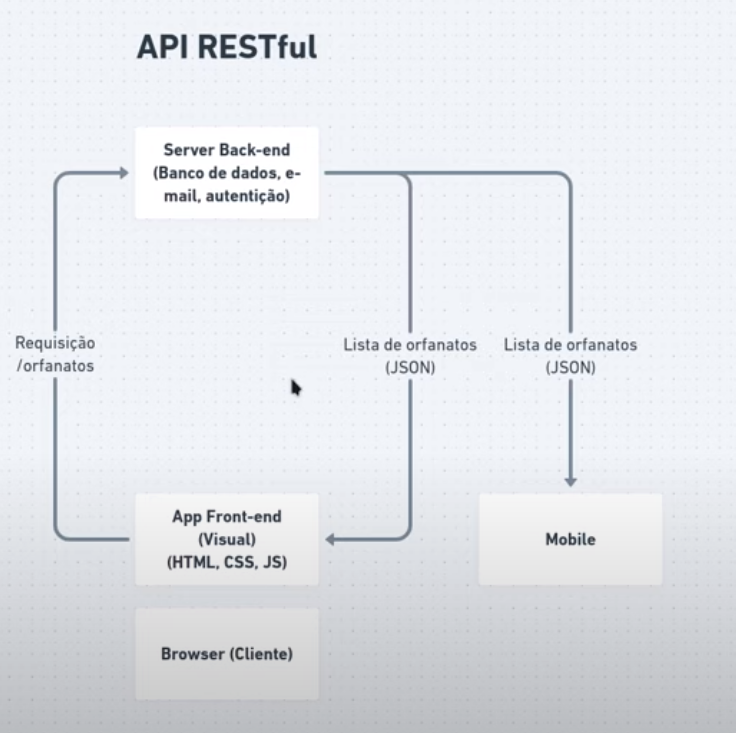 API RESTful
Server Back-end
(Banco de dados, e-
mail, autentição)
Requisição
/orfanatos
Lista de orfanatos
(JSON)
Lista de orfanatos
(JSON)
App Front-end
(Visual)
(HTML, CSS, JS)
Mobile
Browser (Cliente)